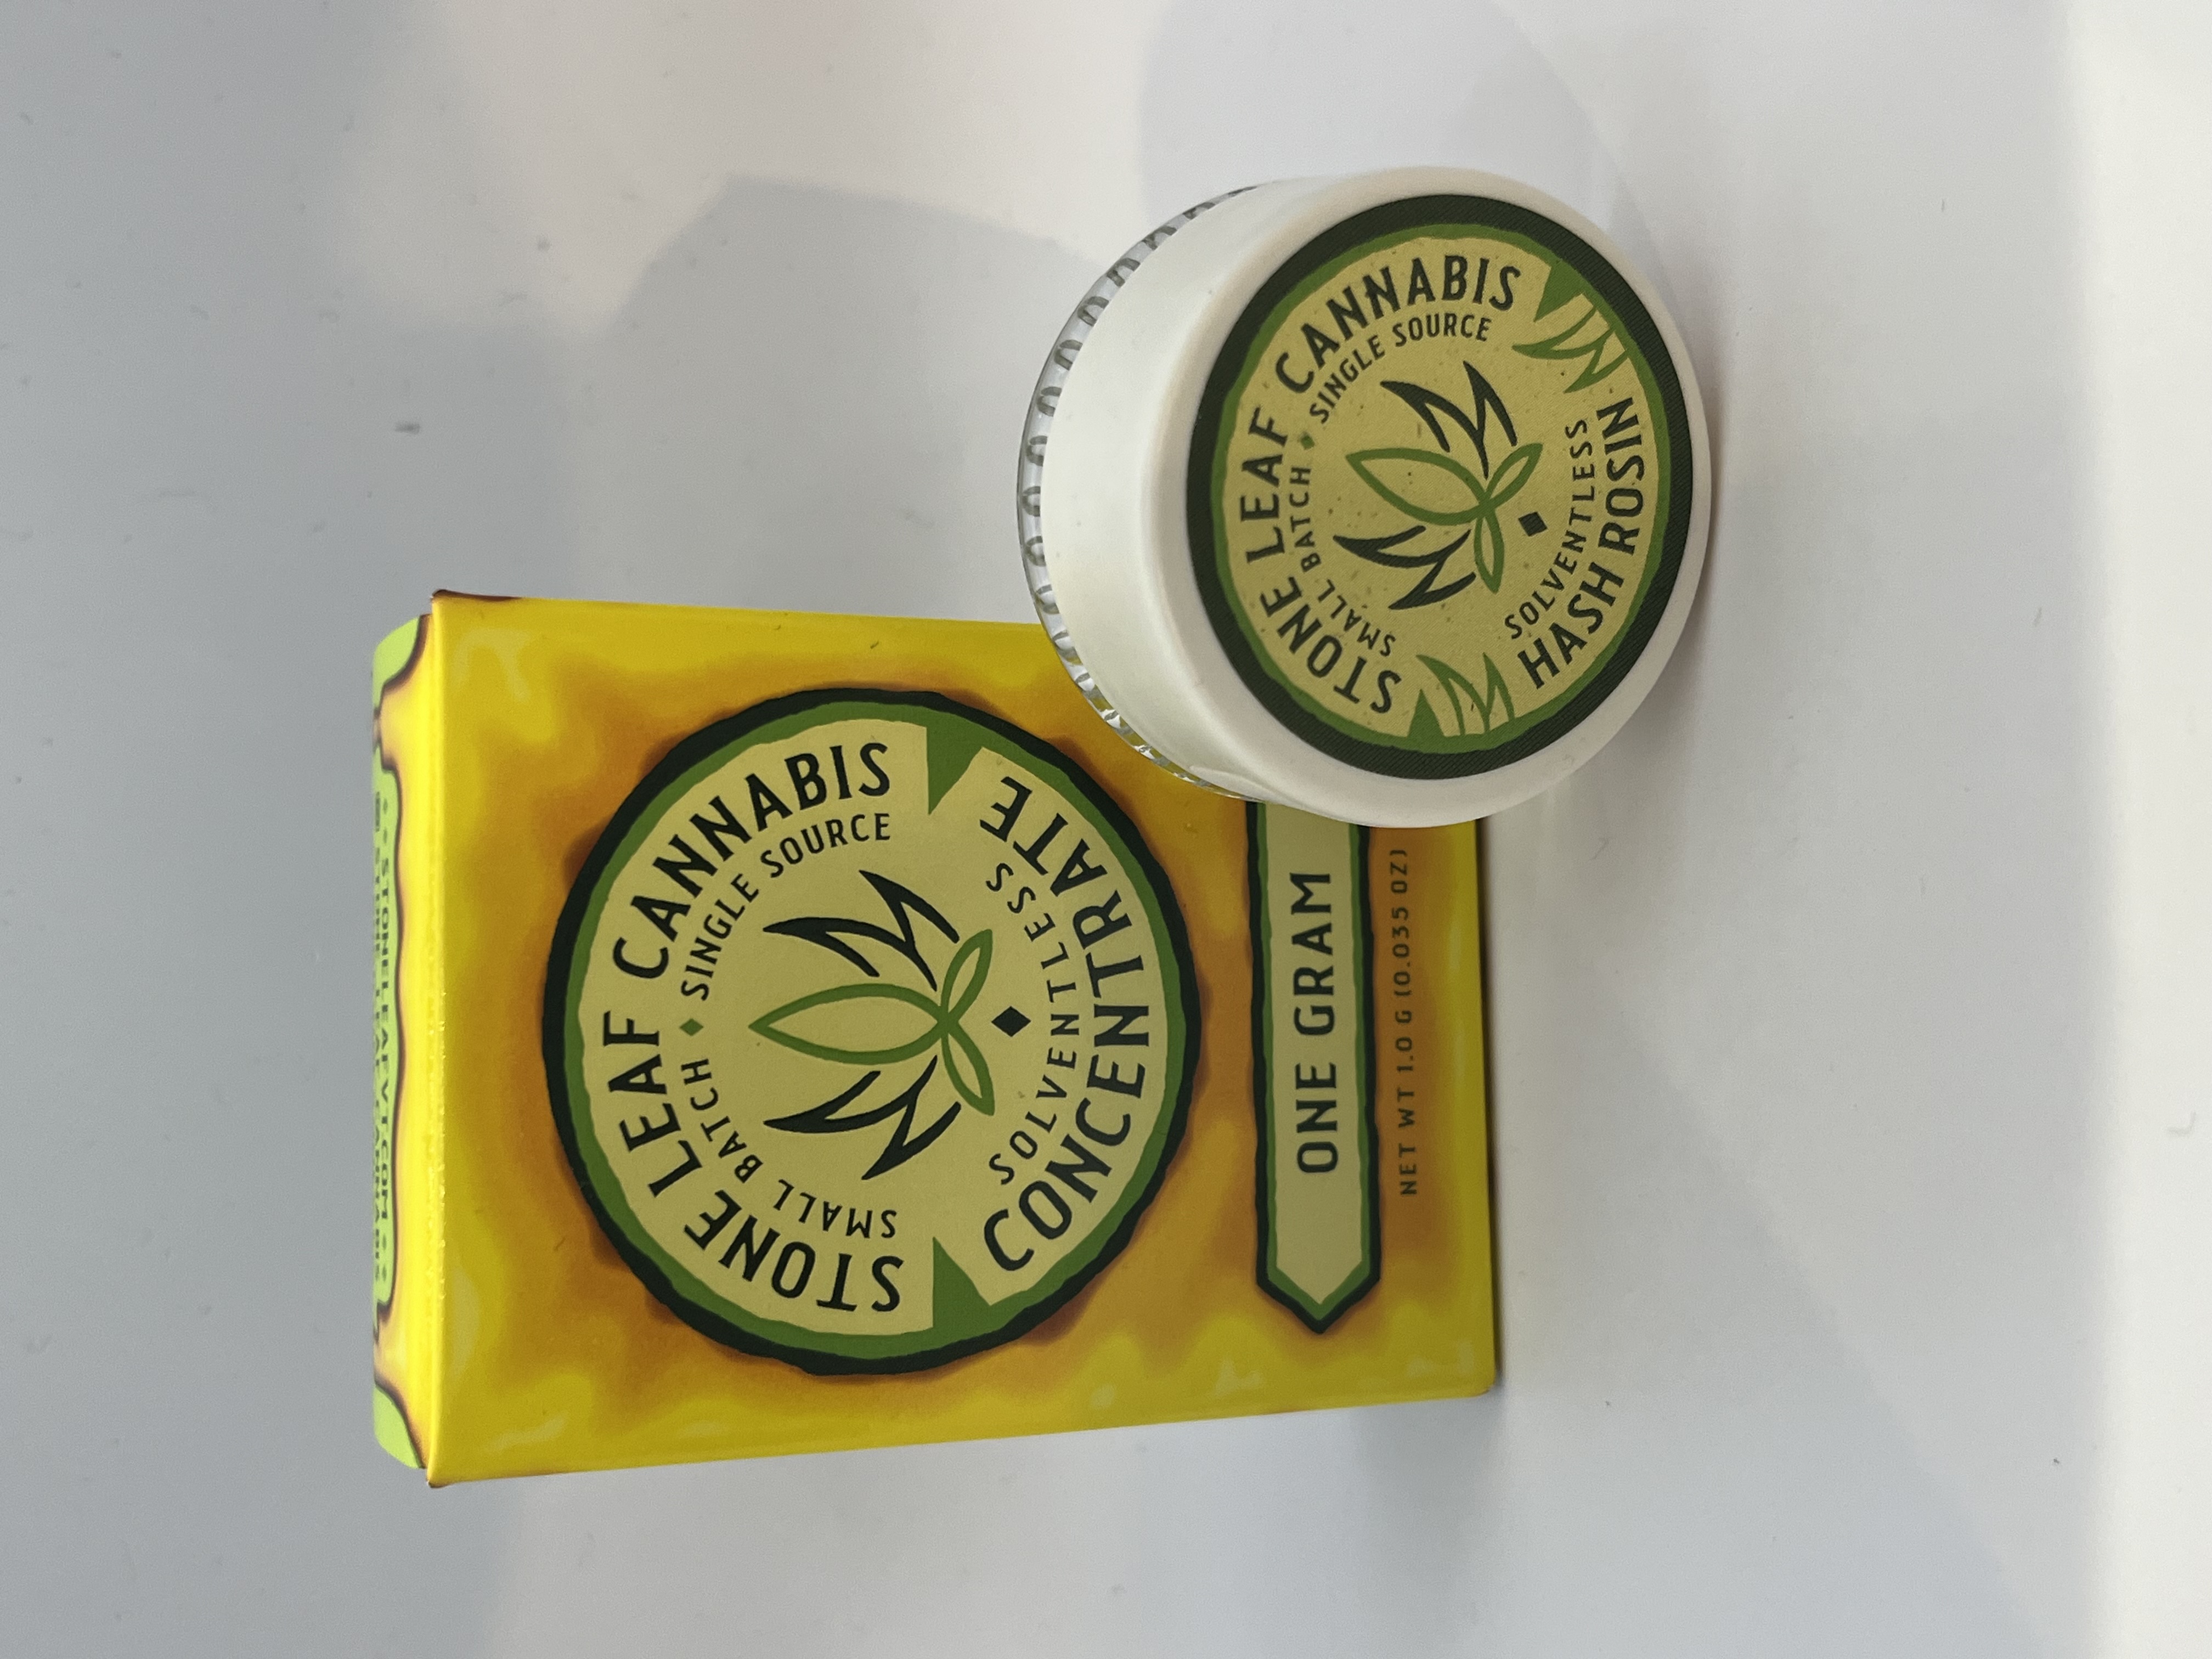 STONE LEAF CANNABIS
SMALL BATCH ◆ SINGLE SOURCE
SOLVENTLESS
CONCENTRATE
ONE GRAM
NET WT 1.0 G (0.035 OZ)
STONE LEAF CANNABIS
SMALL BATCH ◆ SINGLE SOURCE
SOLVENTLESS
HASH ROSIN